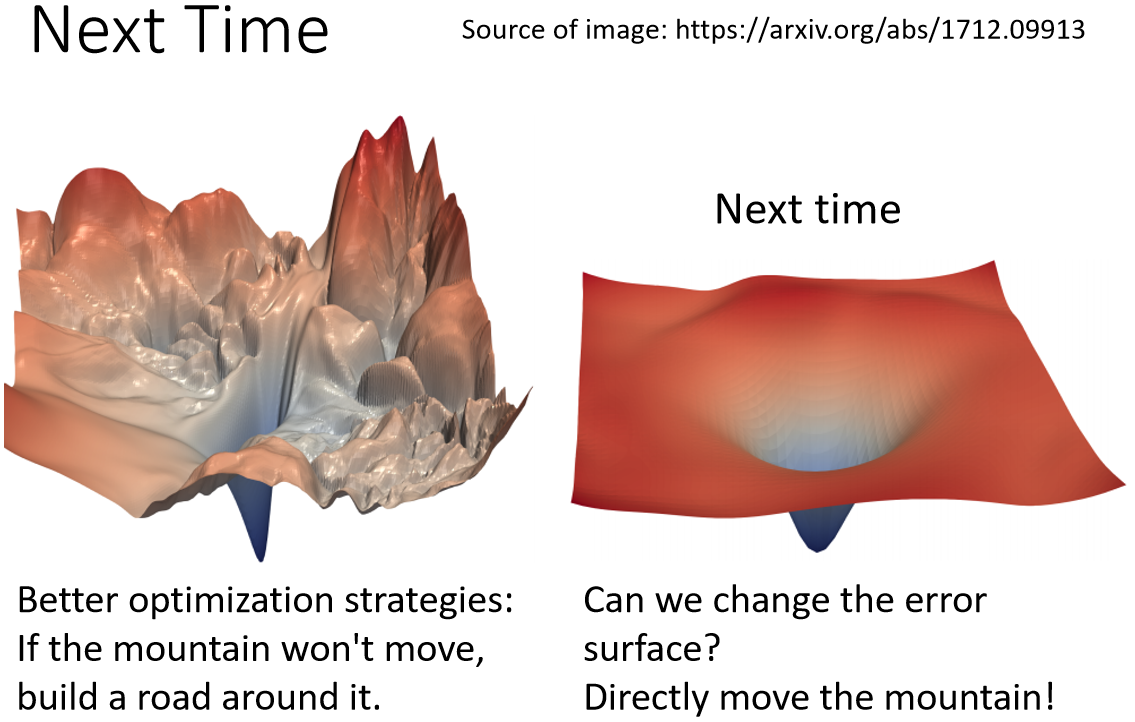 Next Time
Source of image: https://arxiv.org/abs/1712.09913
Next time
Better optimization strategies:
If the mountain won't move,
build a road around it.
Can we change the error
surface?
Directly move the mountain!